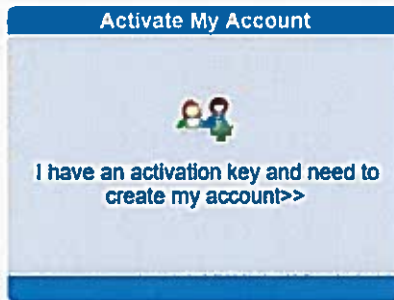 Activate My Account
I have an activation key and need to
create my account>>